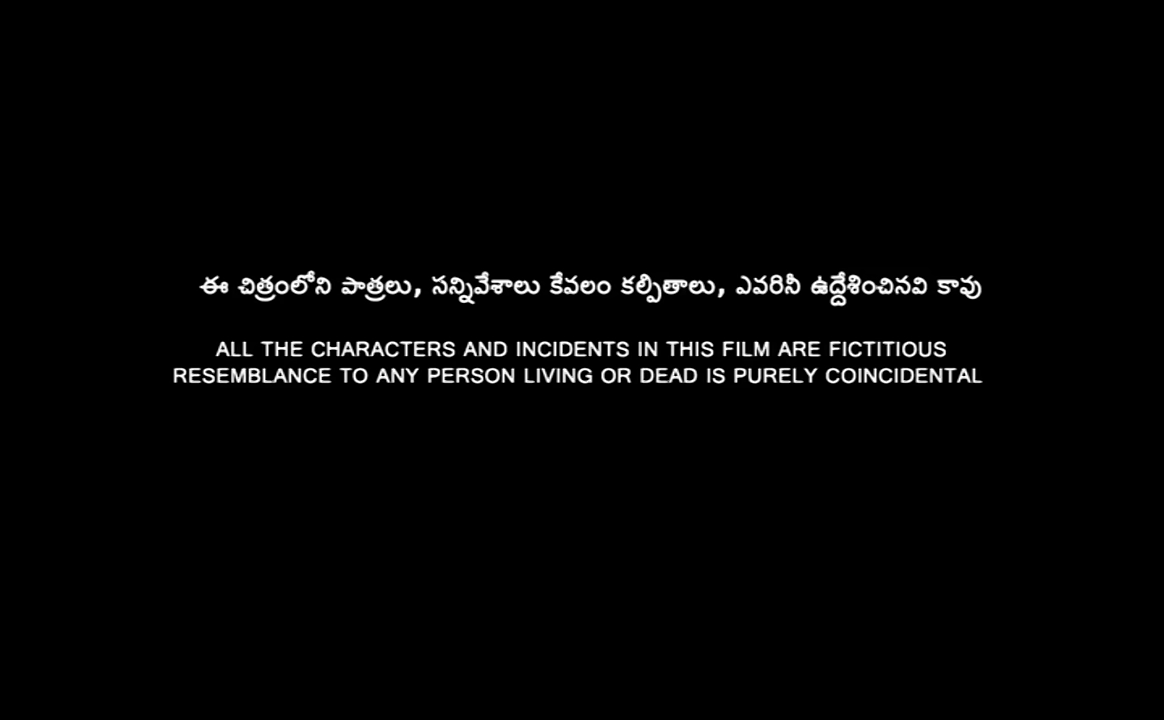 ఈ చిత్రంలోని పాత్రలు, సన్నివేశాలు కేవలం కల్పితాలు, ఎవరినీ ఉద్దేశించినవి కావు
ALL THE CHARACTERS AND INCIDENTS IN THIS FILM ARE FICTITIOUS
RESEMBLANCE TO ANY PERSON LIVING OR DEAD IS PURELY COINCIDENTAL